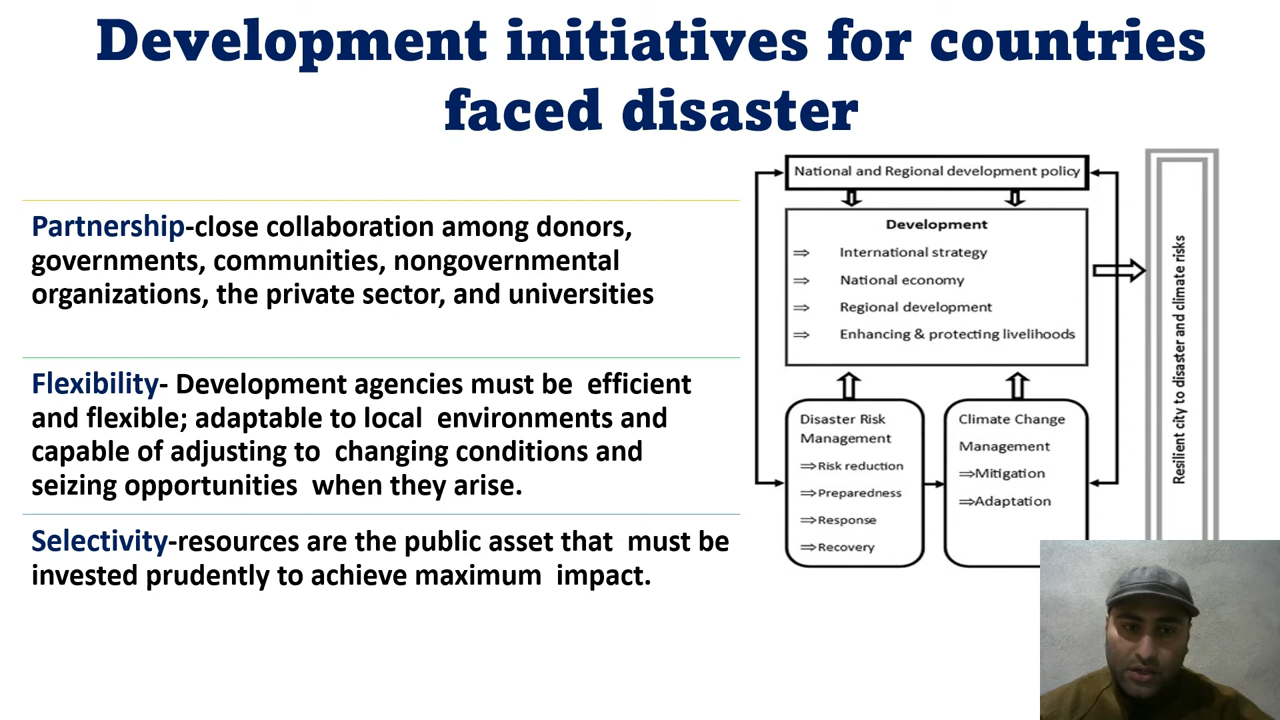 Development initiatives for countries
faced disaster
Partnership-close collaboration among donors,
governments, communities, nongovernmental
organizations, the private sector, and universities
Flexibility- Development agencies must be efficient
and flexible; adaptable to local environments and
capable of adjusting to changing conditions and
seizing opportunities when they arise.
Selectivity-resources are the public asset that must be
invested prudently to achieve maximum impact.
National and Regional development policy
Development
⇒ International strategy
⇒ National economy
⇒ Regional development
⇒ Enhancing & protecting livelihoods
Disaster Risk
Management
⇒Risk reduction
⇒Preparedness
⇒Response
⇒Recovery
Climate Change
Management
⇒Mitigation
⇒Adaptation
Resilient city to disaster and climate risks